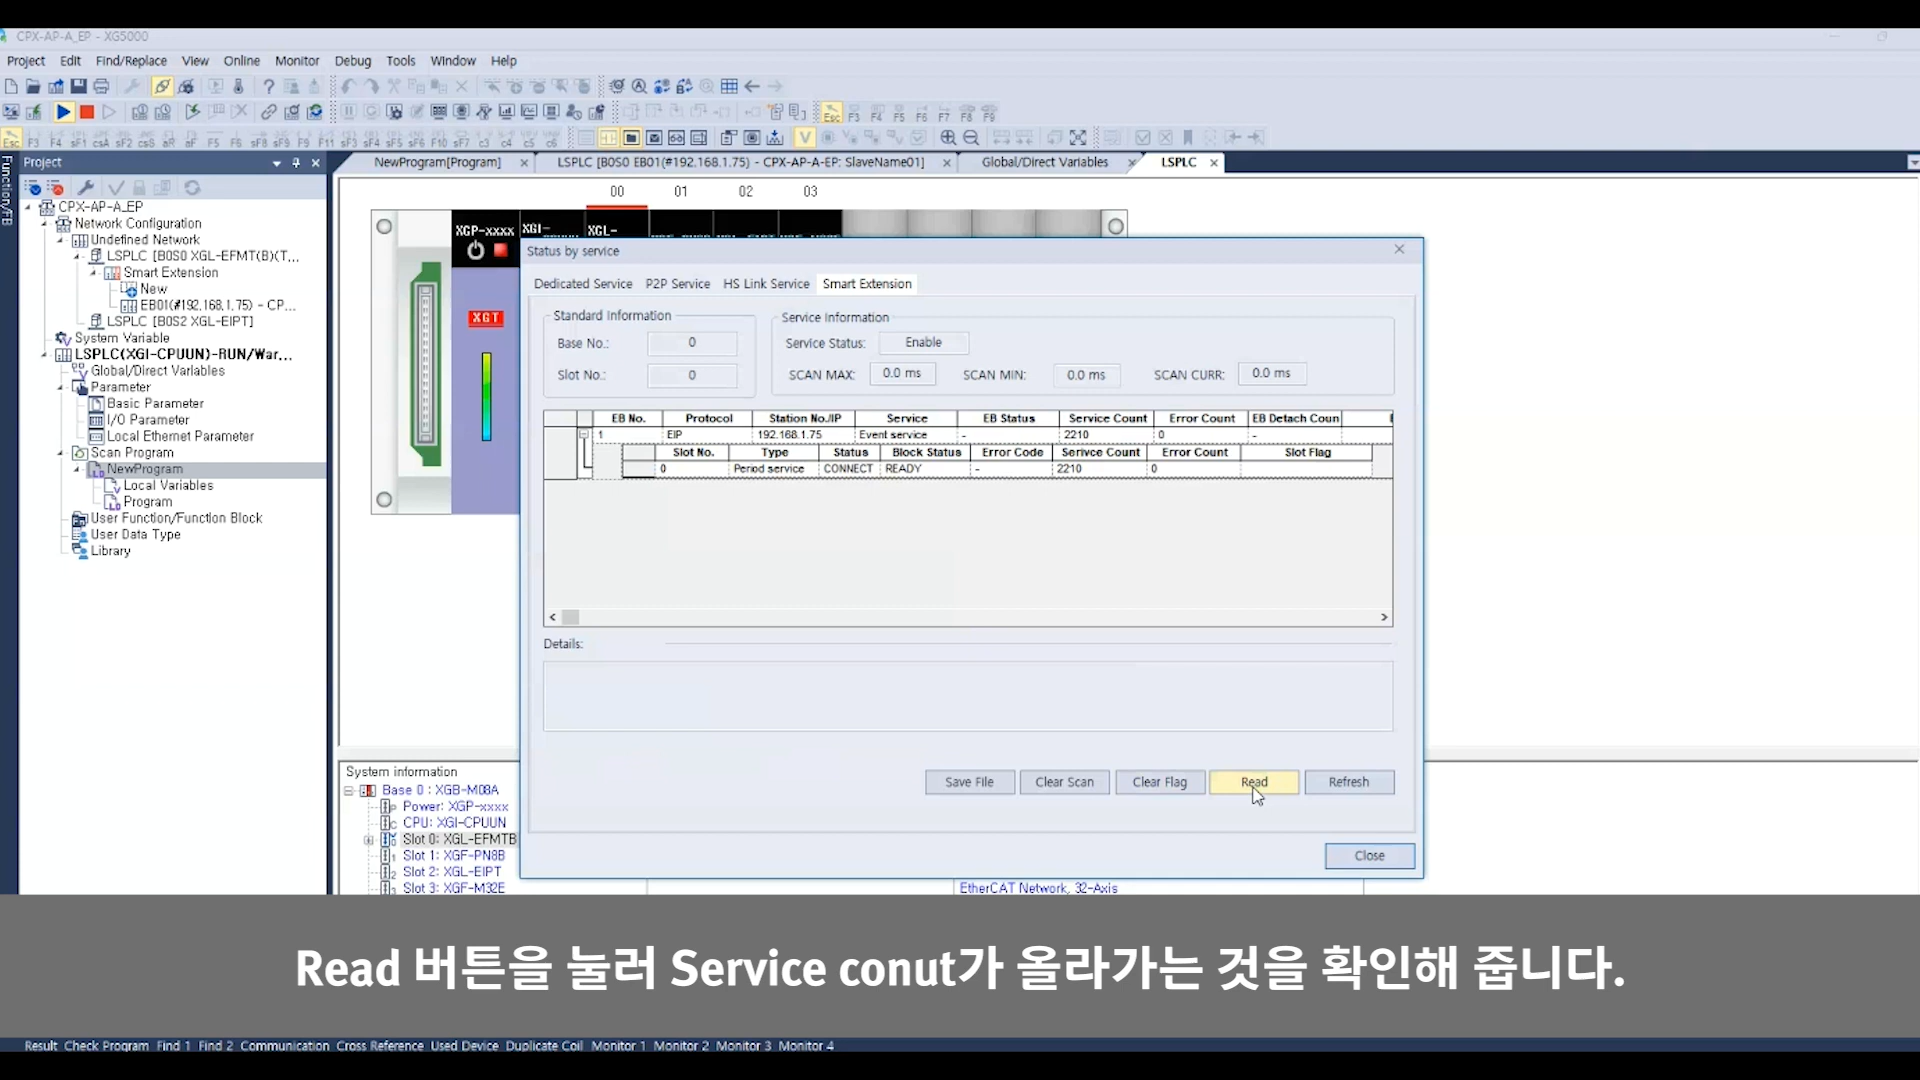 CPX-AP-A_EP - XG5000
Project Edit Find/Replace View Online Monitor Debug Tools Window Help
Project
NewProgram[Program]
LSPLC [B0S0 EB01(#192.168.1.75) - CPX-AP-A-EP: SlaveName01]
Global/Direct Variables
LSPLC
Function/FB
CPX-AP-A_EP
Network Configuration
Undefined Network
LSPLC [B0S0 XGL-EFMT(B)(T...
Smart Extension
New
EB01(#192.168.1.75) - CP...
LSPLC [B0S2 XGL-EIPT]
System Variable
LSPLC(XGI-CPUUN)-RUN/War...
Global/Direct Variables
Parameter
Basic Parameter
I/O Parameter
Local Ethernet Parameter
Scan Program
NewProgram
Local Variables
Program
User Function/Function Block
User Data Type
Library
00 01 02 03
XGP-xxxx XGI- XGL-
XGT
Status by service
Dedicated Service P2P Service HS Link Service Smart Extension
Standard Information
Base No.: 0
Slot No.: 0
Service Information
Service Status: Enable
SCAN MAX: 0.0 ms SCAN MIN: 0.0 ms SCAN CURR: 0.0 ms
EB No. Protocol Station No./IP Service EB Status Service Count Error Count EB Detach Coun
1 EIP 192.168.1.75 Event service - 2210 0 -
Slot No. Type Status Block Status Error Code Serivce Count Error Count Slot Flag
0 Period service CONNECT READY - 2210 0
Details:
Save File Clear Scan Clear Flag Read Refresh
Close
System information
Base 0 : XGB-M08A
Power: XGP-xxxx
CPU: XGI-CPUUN
Slot 0: XGL-EFMTB
Slot 1: XGF-PN8B
Slot 2: XGL-EIPT
Slot 3: XGF-M32E
EtherCAT Network, 32-Axis
Read 버튼을 눌러 Service conut가 올라가는 것을 확인해 줍니다.
Result Check Program Find 1 Find 2 Communication Cross Reference Used Device Duplicate Coil Monitor 1 Monitor 2 Monitor 3 Monitor 4